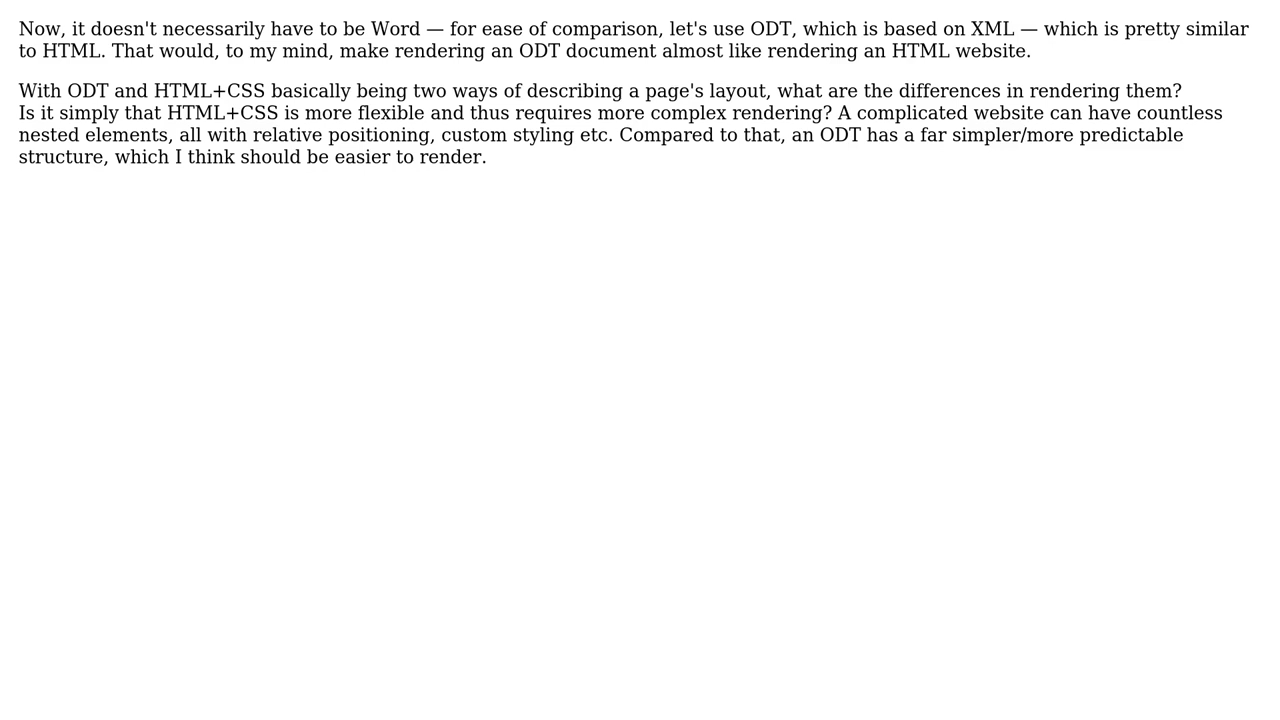 Now, it doesn't necessarily have to be Word — for ease of comparison, let's use ODT, which is based on XML — which is pretty similar
to HTML. That would, to my mind, make rendering an ODT document almost like rendering an HTML website.
With ODT and HTML+CSS basically being two ways of describing a page's layout, what are the differences in rendering them?
Is it simply that HTML+CSS is more flexible and thus requires more complex rendering? A complicated website can have countless
nested elements, all with relative positioning, custom styling etc. Compared to that, an ODT has a far simpler/more predictable
structure, which I think should be easier to render.